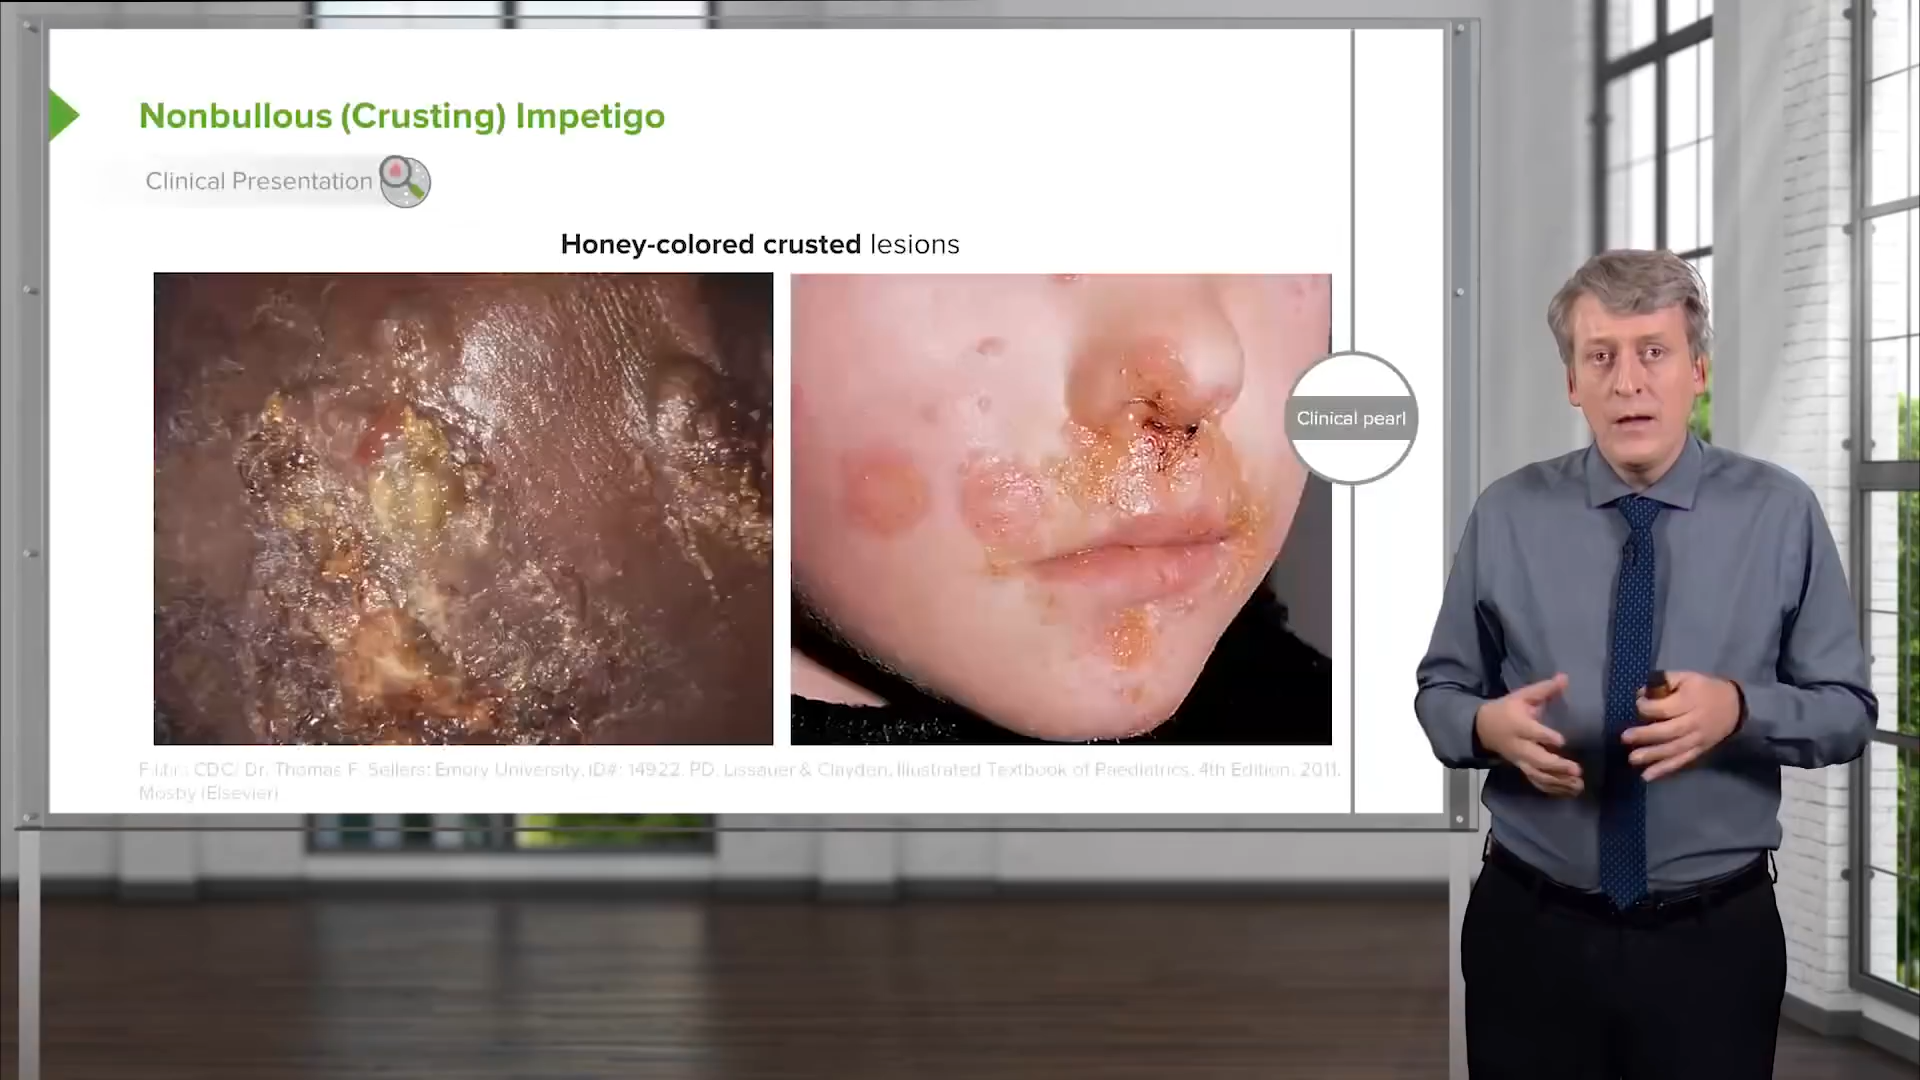 Nonbullous (Crusting) Impetigo
Clinical Presentation
Honey-colored crusted lesions
Clinical pearl
CDC/ Dr. Thomas F. Sellers; Emory University, ID#: 14922. PD. Lissauer & Clayden, Illustrated Textbook of Paediatrics, 4th Edition. 2011.
Mosby (Elsevier)